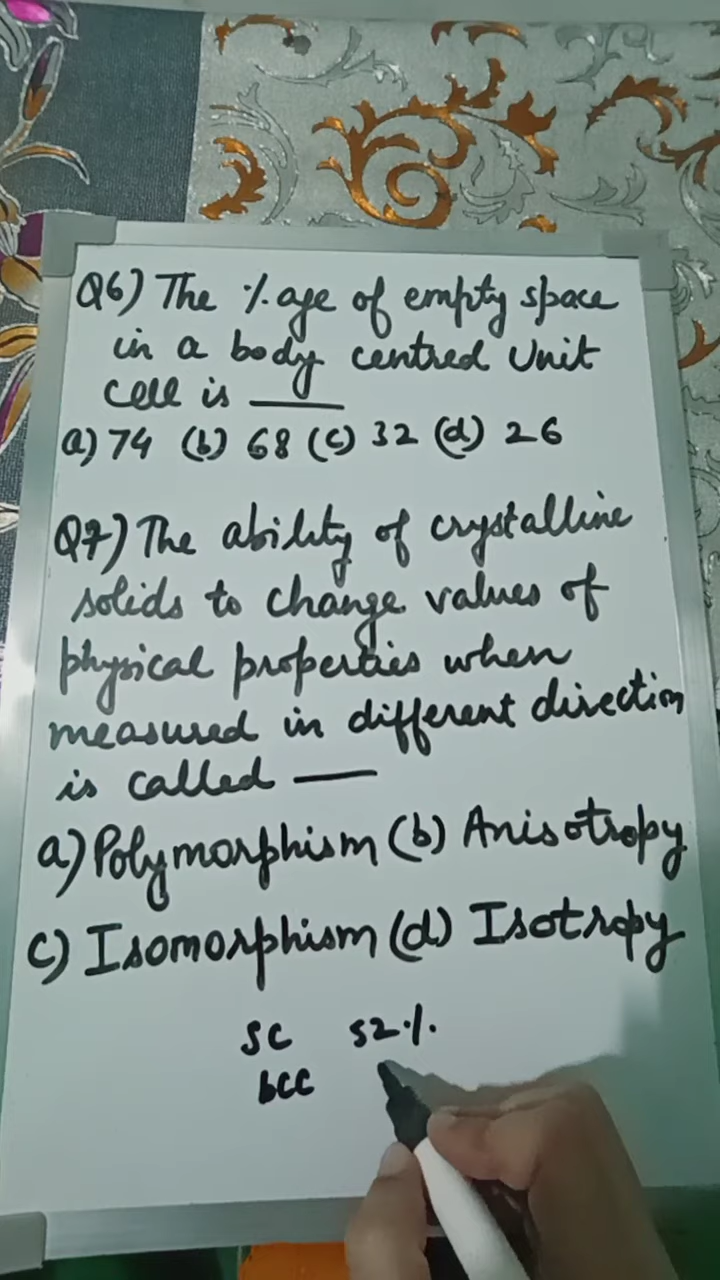 Q6) The %age of empty space
in a body centred Unit
cell is ____
a) 74 (b) 68 (c) 32 (d) 26
Q7) The ability of crystalline
solids to change values of
physical properties when
measured in different direction
is called ____
a) Polymorphism (b) Anisotropy
c) Isomorphism (d) Isotropy
SC 52%
bCC